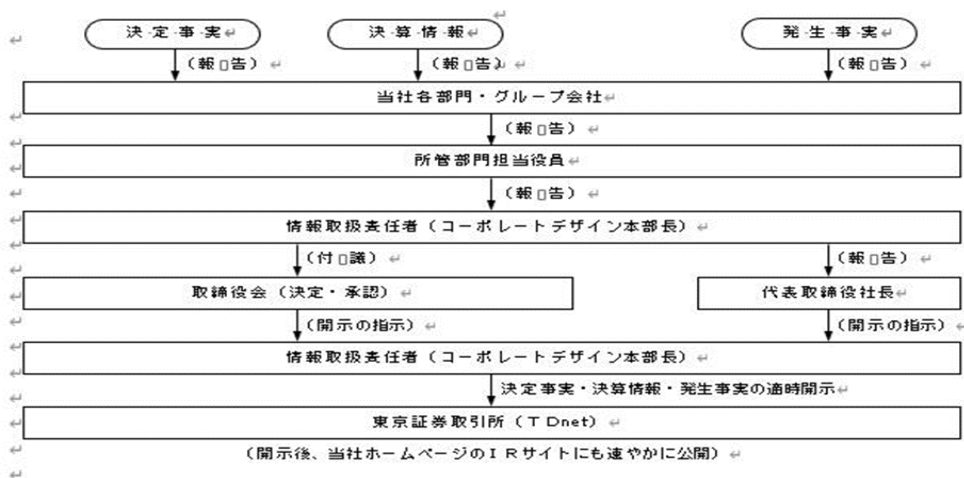 決定事実 決算情報 発生事実
(報告) (報告) (報告)
当社各部門・グループ会社
(報告)
所管部門担当役員
(報告)
情報取扱責任者(コーポレートデザイン本部長)
(付議) (報告)
取締役会(決定・承認) 代表取締役社長
(開示の指示) (開示の指示)
情報取扱責任者(コーポレートデザイン本部長)
決定事実・決算情報・発生事実の適時開示
東京証券取引所(TDnet)
(開示後、当社ホームページのIRサイトにも速やかに公開)